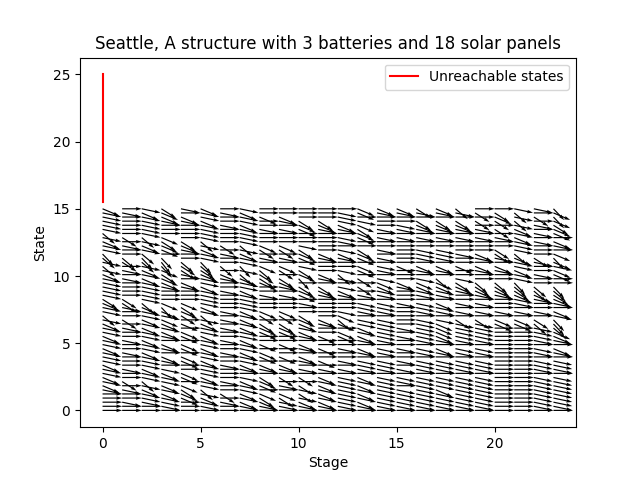 Seattle, A structure with 3 batteries and 18 solar panels
Unreachable states
25
20
15
10
5
0
State
0 5 10 15 20
Stage